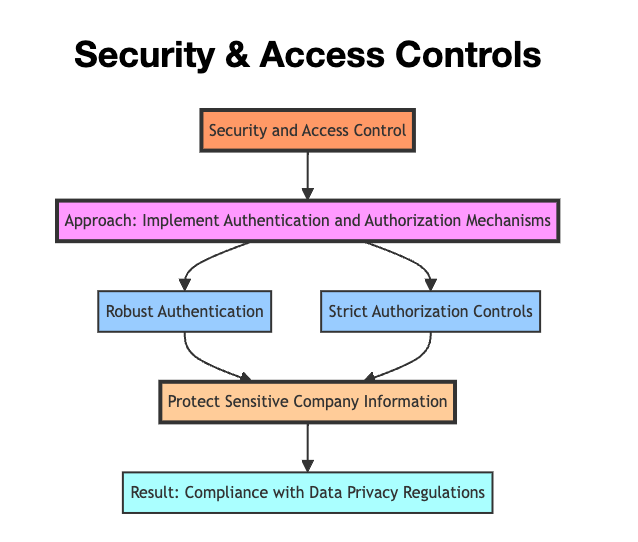 Security & Access Controls
Security and Access Control
Approach: Implement Authentication and Authorization Mechanisms
Robust Authentication
Strict Authorization Controls
Protect Sensitive Company Information
Result: Compliance with Data Privacy Regulations